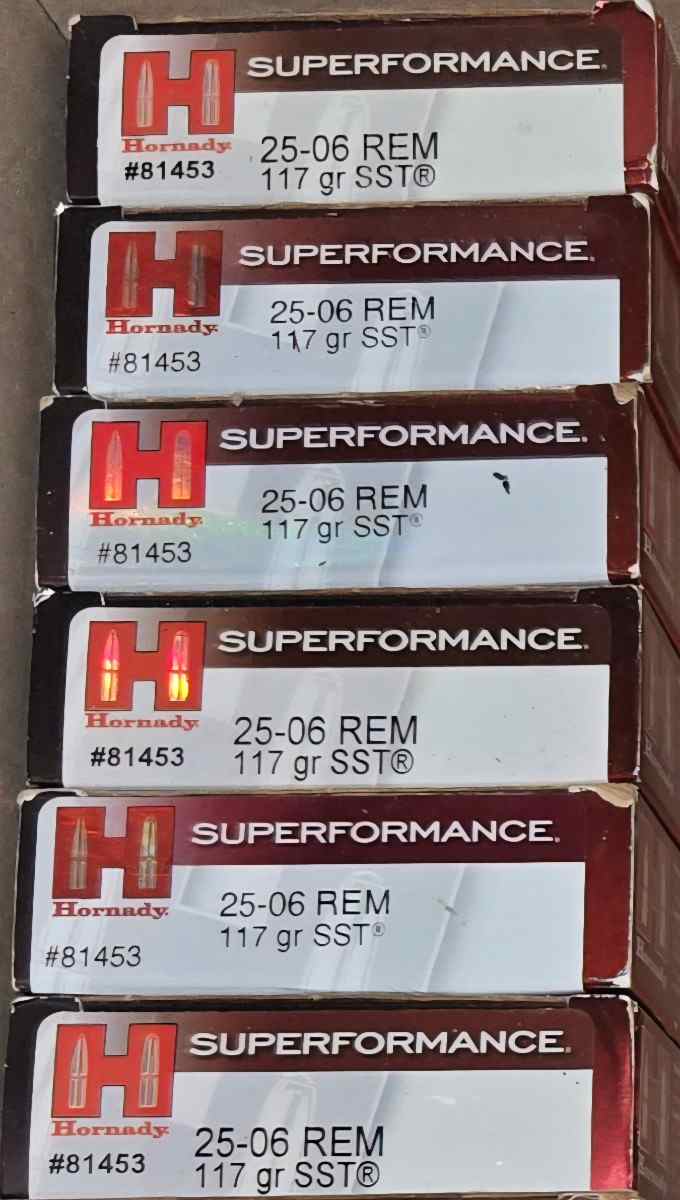 H SUPERFORMANCE.
Hornady.
25-06 REM
#81453
117 gr SST®
H SUPERFORMANCE.
25-06 REM
Hornady.
117 gr SST®
#81453
H SUPERFORMANCE.
25-06 REM
Hornady.
117 gr SST®
#81453
H SUPERFORMANCE.
Hornady.
25-06 REM
#81453
117 gr SST®
H SUPERFORMANCE.
25-06 REM
Hornady.
117 gr SST®
#81453
H SUPERFORMANCE.
Hornady.
25-06 REM
#81453
117 gr SST®